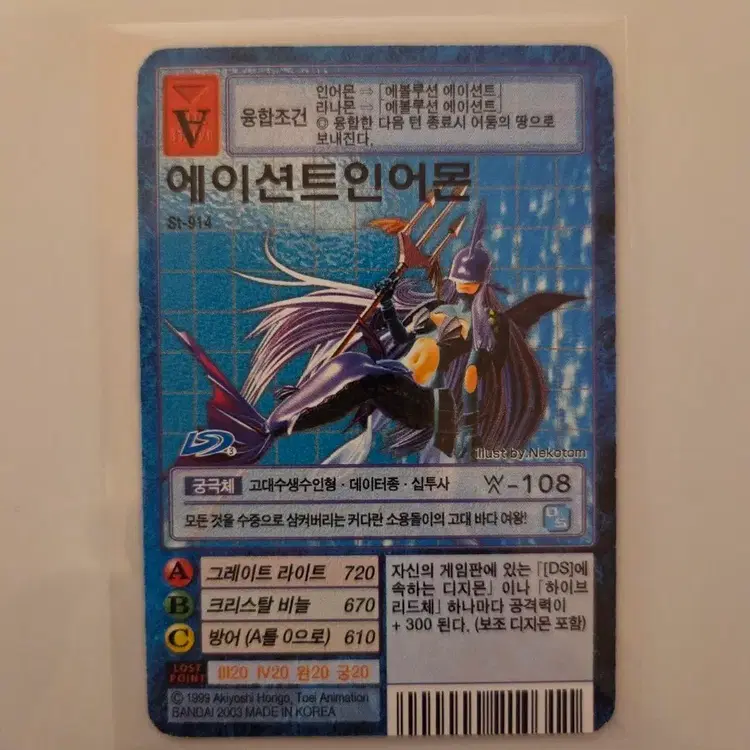 인어몬 ⇨ 「에볼루션 에이션트」
라나몬 ⇨ 「에볼루션 에이션트」
융합조건
◎ 융합한 다음 턴 종료시 어둠의 땅으로
보내진다.
에이션트인어몬
St-914
illust by.Nekotom
궁극체 고대수생수인형·데이터종·십투사 W-108
모든 것을 수중으로 삼켜버리는 커다란 소용돌이의 고대 바다 여왕!
DS
A 그레이트 라이트 720
B 크리스탈 비늘 670
C 방어 (A를 0으로) 610
LOST POINT Ⅲ20 Ⅳ20 완20 궁20
자신의 게임판에 있는 「[DS]에
속하는 디지몬」이나 「하이브
리드체」하나마다 공격력이
+ 300 된다. (보조 디지몬 포함)
© 1999 Akiyoshi Hongo, Toei Animation
BANDAI 2003 MADE IN KOREA